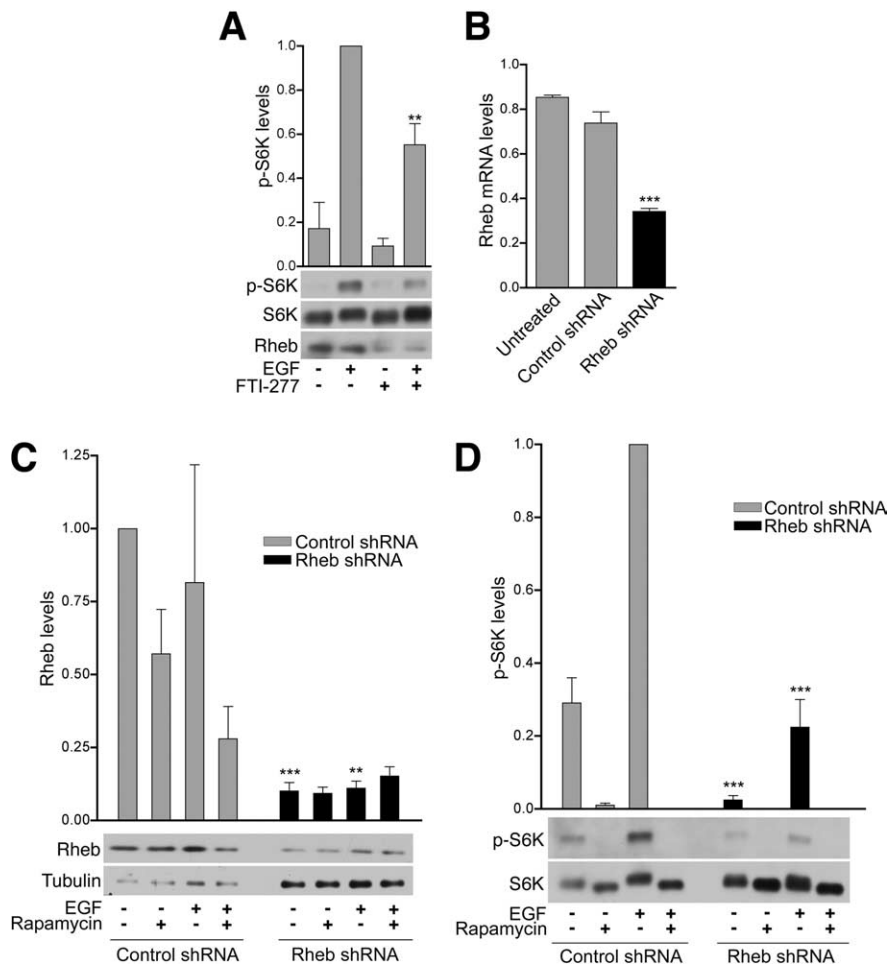 A
p-S6K levels
1.0
0.8
0.6
0.4
0.2
0
**
p-S6K
S6K
Rheb
EGF - + - +
FTI-277 - - + +
B
Rheb mRNA levels
1.0
0.8
0.6
0.4
0.2
0.0
***
Untreated
Control shRNA
Rheb shRNA
C
Rheb levels
1.25
1.00
0.75
0.50
0.25
0.00
Control shRNA
Rheb shRNA
*** **
Rheb
Tubulin
EGF - - + + - - + +
Rapamycin - + - + - + - +
Control shRNA Rheb shRNA
D
p-S6K levels
1.0
0.8
0.6
0.4
0.2
0
Control shRNA
Rheb shRNA
*** ***
p-S6K
S6K
EGF - - + + - - + +
Rapamycin - + - + - + - +
Control shRNA Rheb shRNA